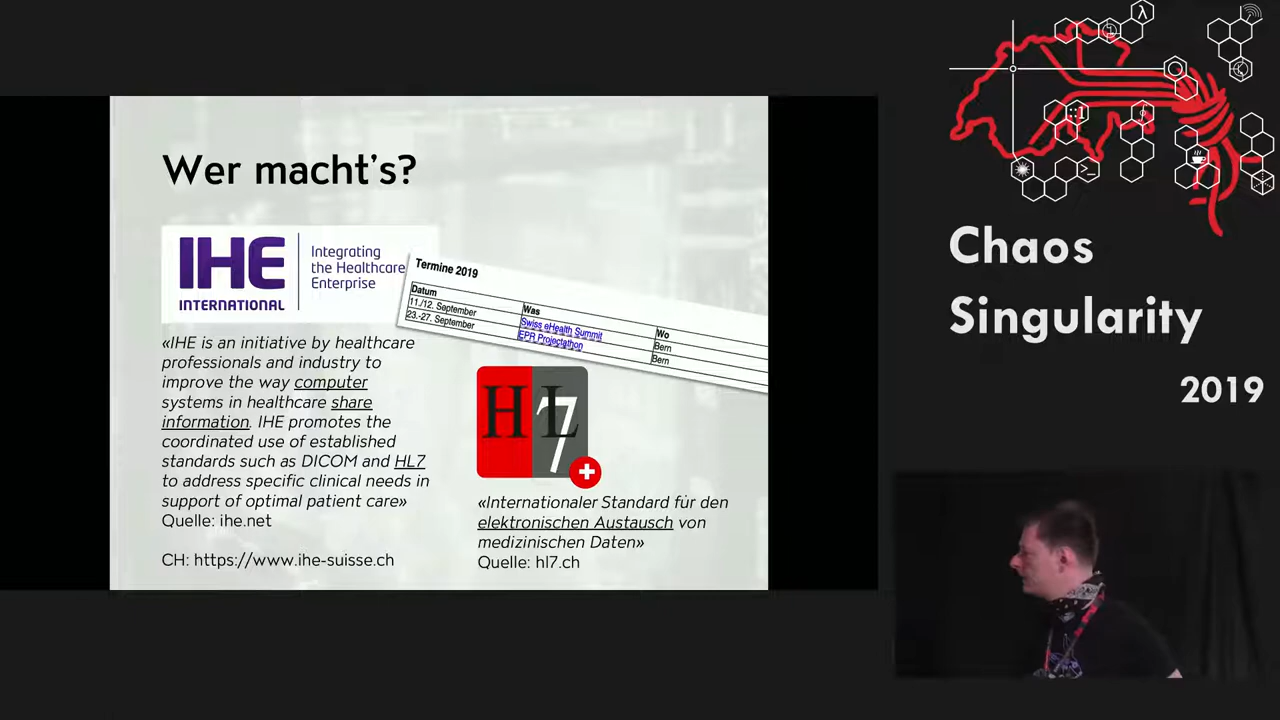 Wer macht's?
IHE
INTERNATIONAL
Integrating
the Healthcare
Enterprise
Termine 2019
Datum Was Wo
11./12. September Swiss eHealth Summit Bern
23.-27. September EPR Projectathon Bern
«IHE is an initiative by healthcare
professionals and industry to
improve the way computer
systems in healthcare share
information. IHE promotes the
coordinated use of established
standards such as DICOM and HL7
to address specific clinical needs in
support of optimal patient care»
Quelle: ihe.net
CH: https://www.ihe-suisse.ch
HL7
«Internationaler Standard für den
elektronischen Austausch von
medizinischen Daten»
Quelle: hl7.ch
Chaos
Singularity
2019
λ
:::1
>_